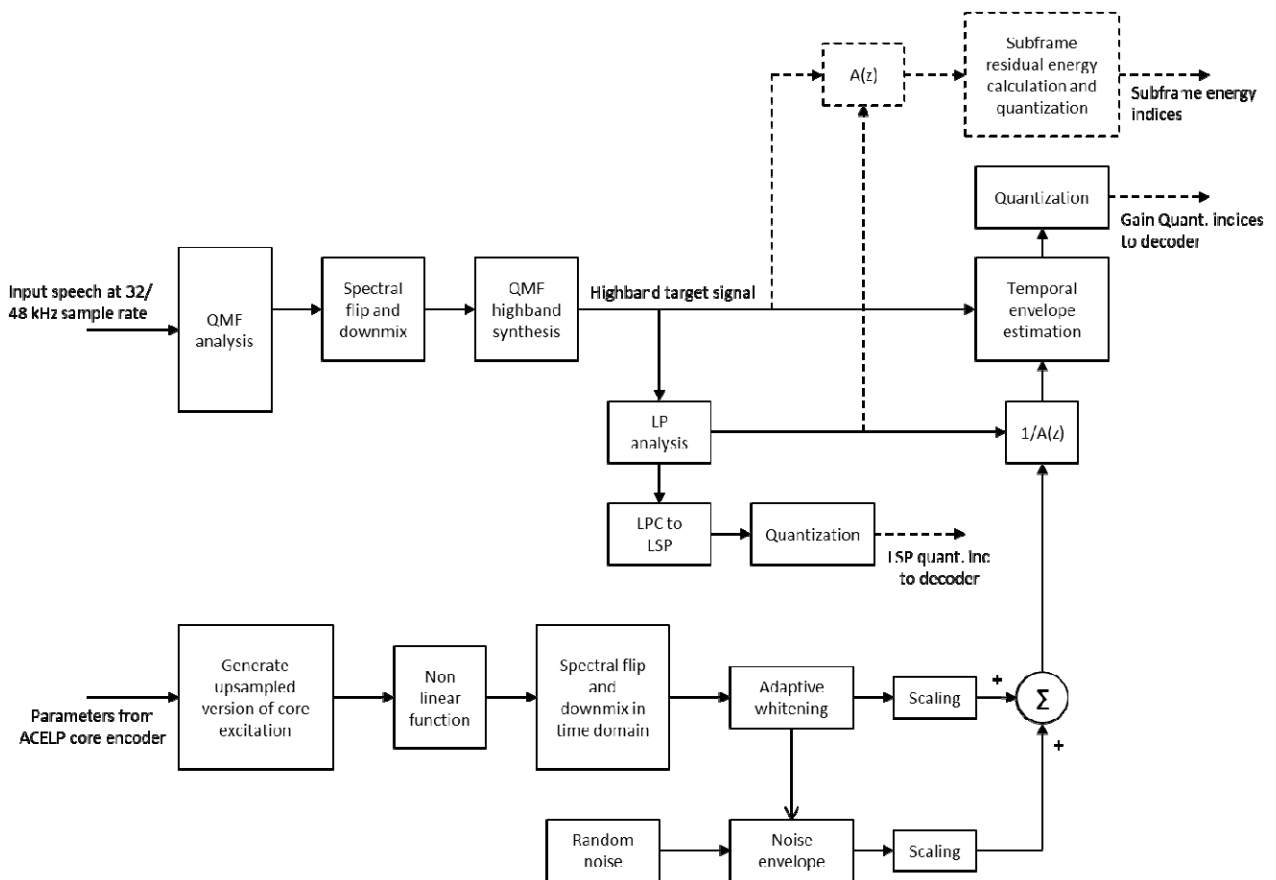 Subframe
residual energy
calculation and
quantization
A(z)
Subframe energy
indices
Quantization
Gain Quant. indices
to decoder
Input speech at 32/
48 kHz sample rate
QMF
analysis
Spectral
flip and
downmix
QMF
highband
synthesis
Highband target signal
Temporal
envelope
estimation
LP
analysis
1/A(z)
LPC to
LSP
Quantization
LSP quant. inc
to decoder
Parameters from
ACELP core encoder
Generate
upsampled
version of core
excitation
Non
linear
function
Spectral flip
and
downmix in
time domain
Adaptive
whitening
Scaling
+
Σ
+
Random
noise
Noise
envelope
Scaling